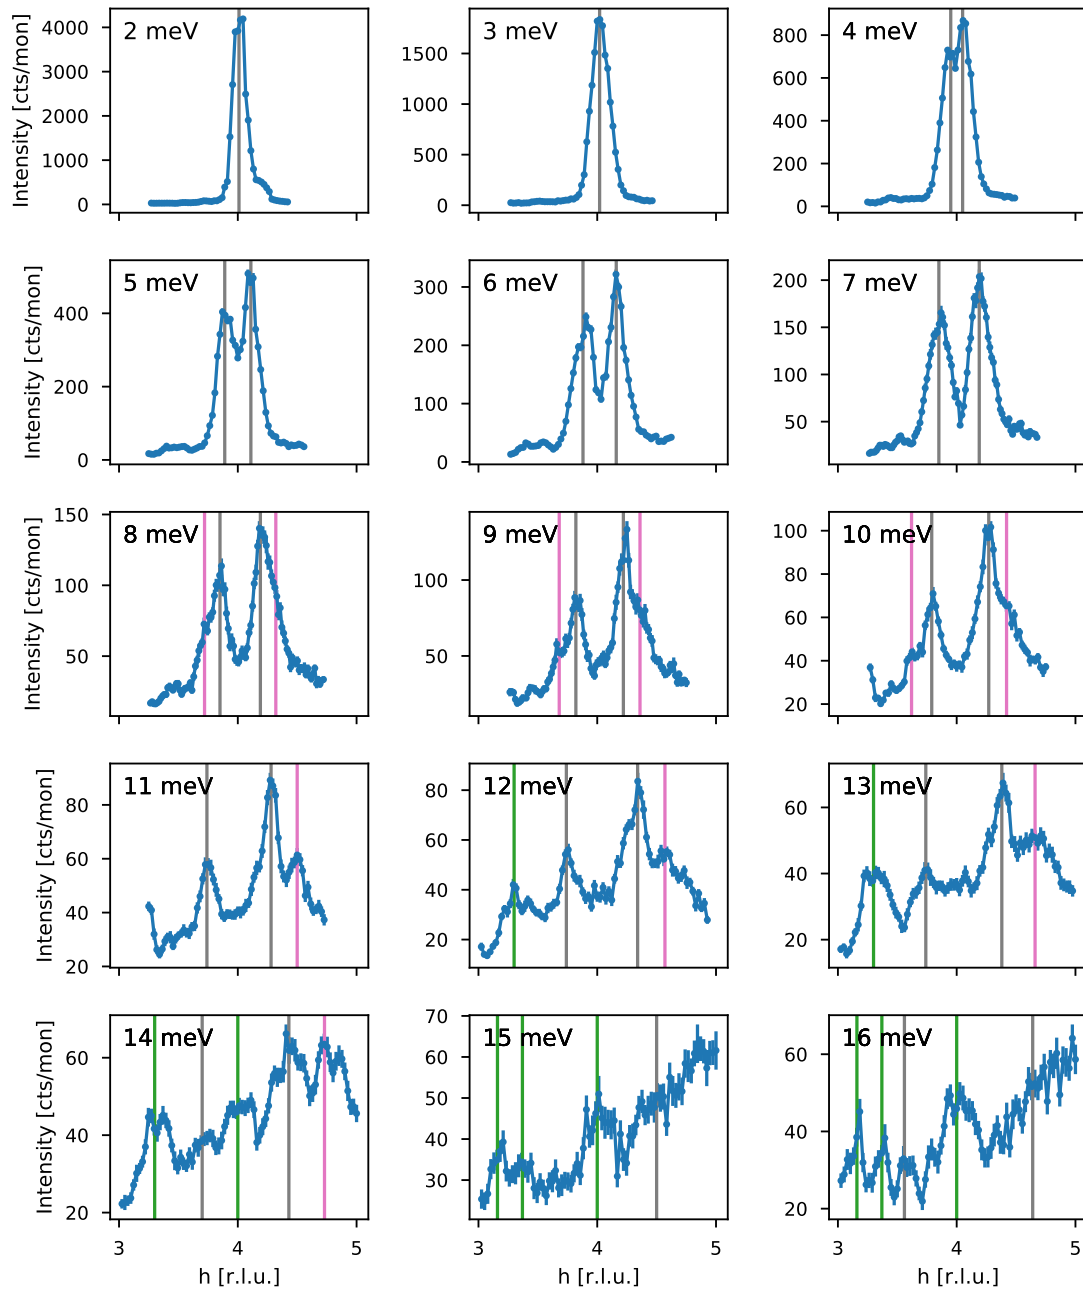 2 meV
3 meV
4 meV
Intensity [cts/mon]
4000
3000
2000
1000
0
1500
1000
500
0
800
600
400
200
0
5 meV
6 meV
7 meV
Intensity [cts/mon]
400
200
0
300
200
100
0
200
150
100
50
8 meV
9 meV
10 meV
Intensity [cts/mon]
150
100
50
100
50
100
80
60
40
20
11 meV
12 meV
13 meV
Intensity [cts/mon]
80
60
40
20
80
60
40
20
60
40
20
14 meV
15 meV
16 meV
Intensity [cts/mon]
60
40
20
70
60
50
40
30
60
40
20
3 4 5
3 4 5
3 4 5
h [r.l.u.]
h [r.l.u.]
h [r.l.u.]